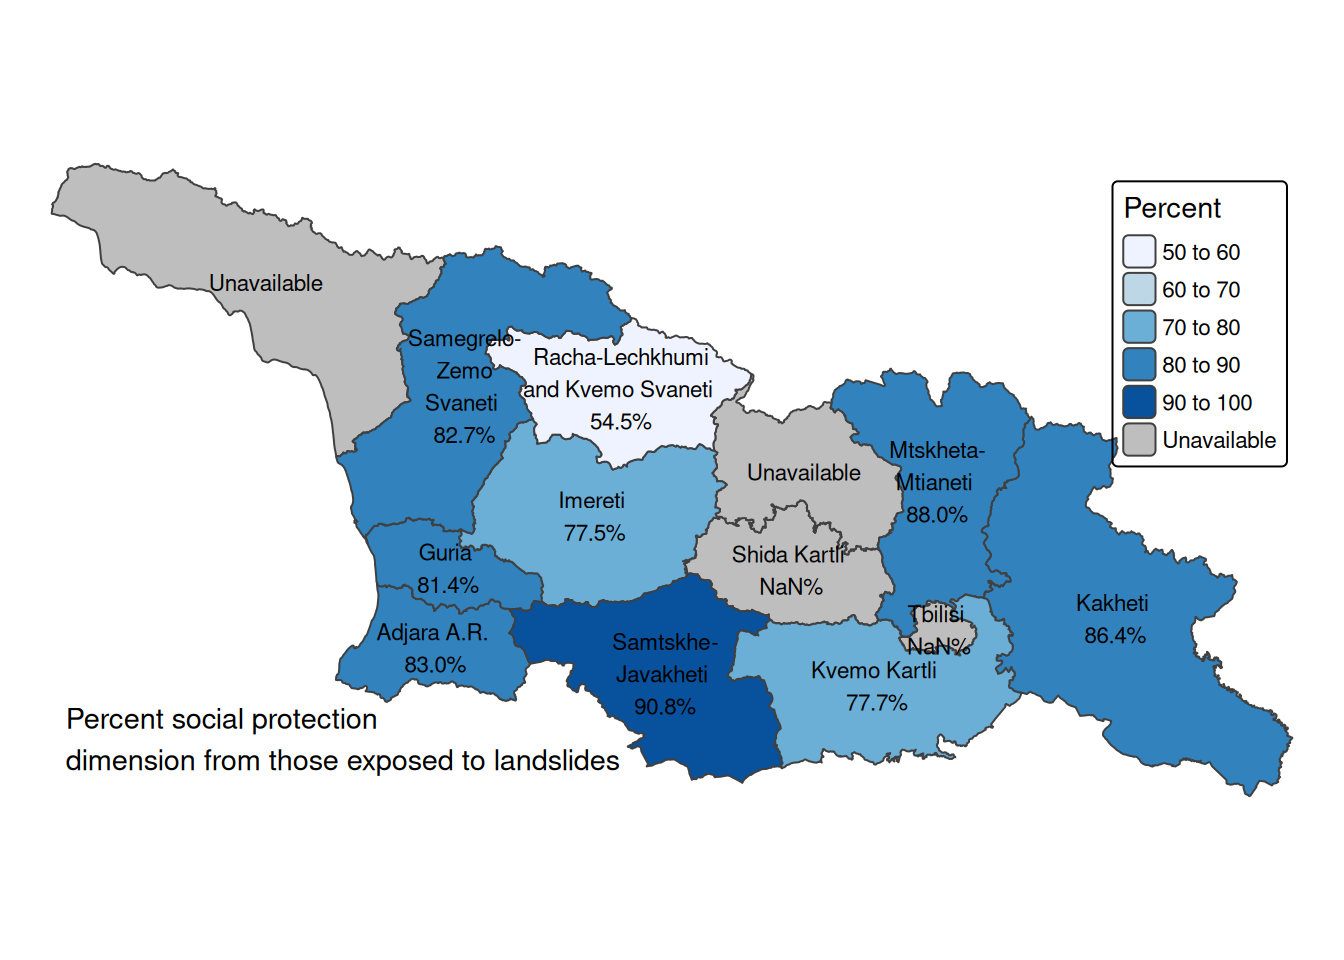 Percent
50 to 60
60 to 70
70 to 80
80 to 90
90 to 100
Unavailable
Unavailable
Samegrelo-
Zemo
Svaneti
82.7%
Racha-Lechkhumi
and Kvemo Svaneti
54.5%
Mtskheta-
Mtianeti
88.0%
Unavailable
Imereti
77.5%
Guria
81.4%
Shida Kartli
NaN%
Tbilisi
NaN%
Kakheti
86.4%
Adjara A.R.
83.0%
Samtskhe-
Javakheti
90.8%
Kvemo Kartli
77.7%
Percent social protection
dimension from those exposed to landslides